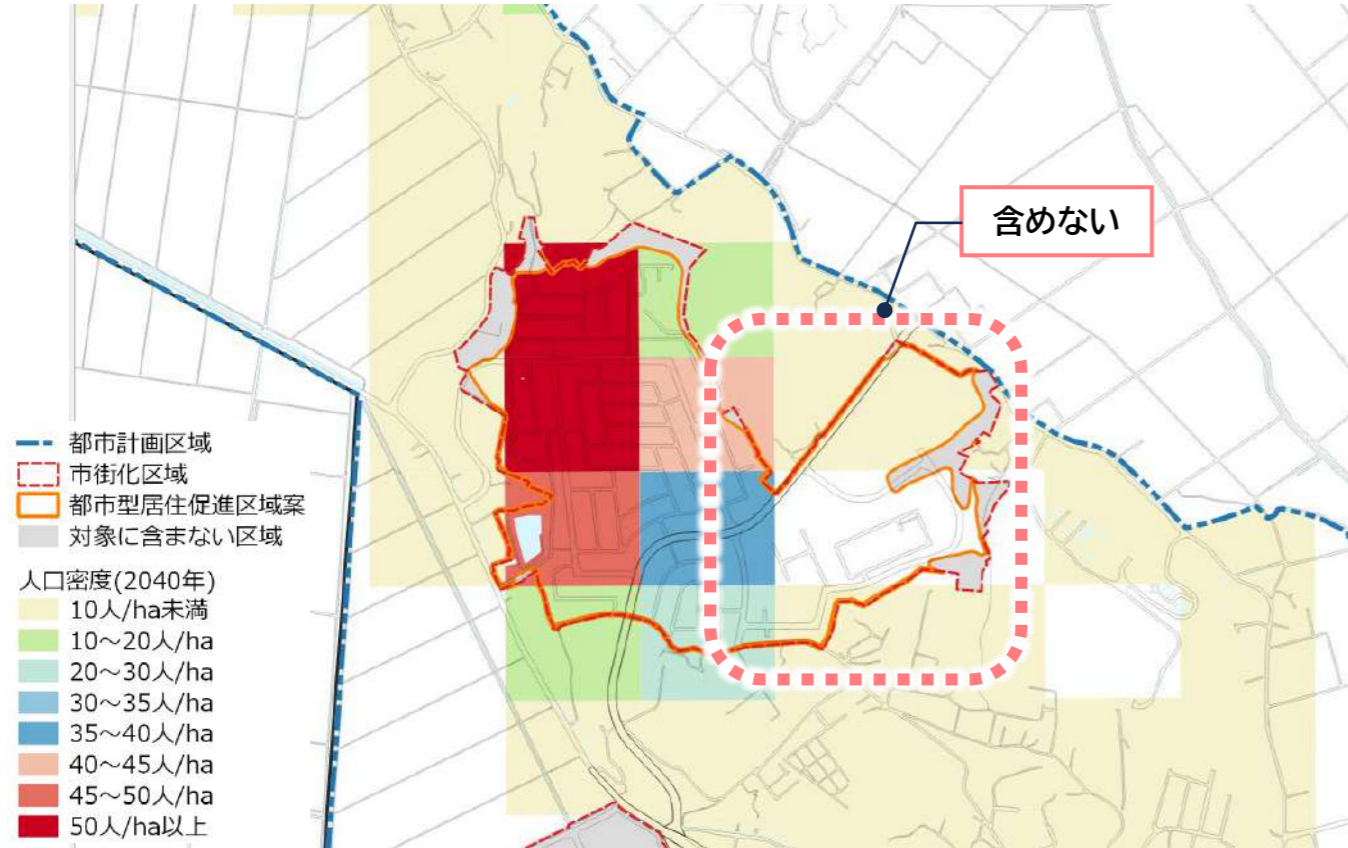 含めない
都市計画区域
市街化区域
都市型居住促進区域案
対象に含まない区域
人口密度(2040年)
10人/ha未満
10～20人/ha
20～30人/ha
30～35人/ha
35～40人/ha
40～45人/ha
45～50人/ha
50人/ha以上